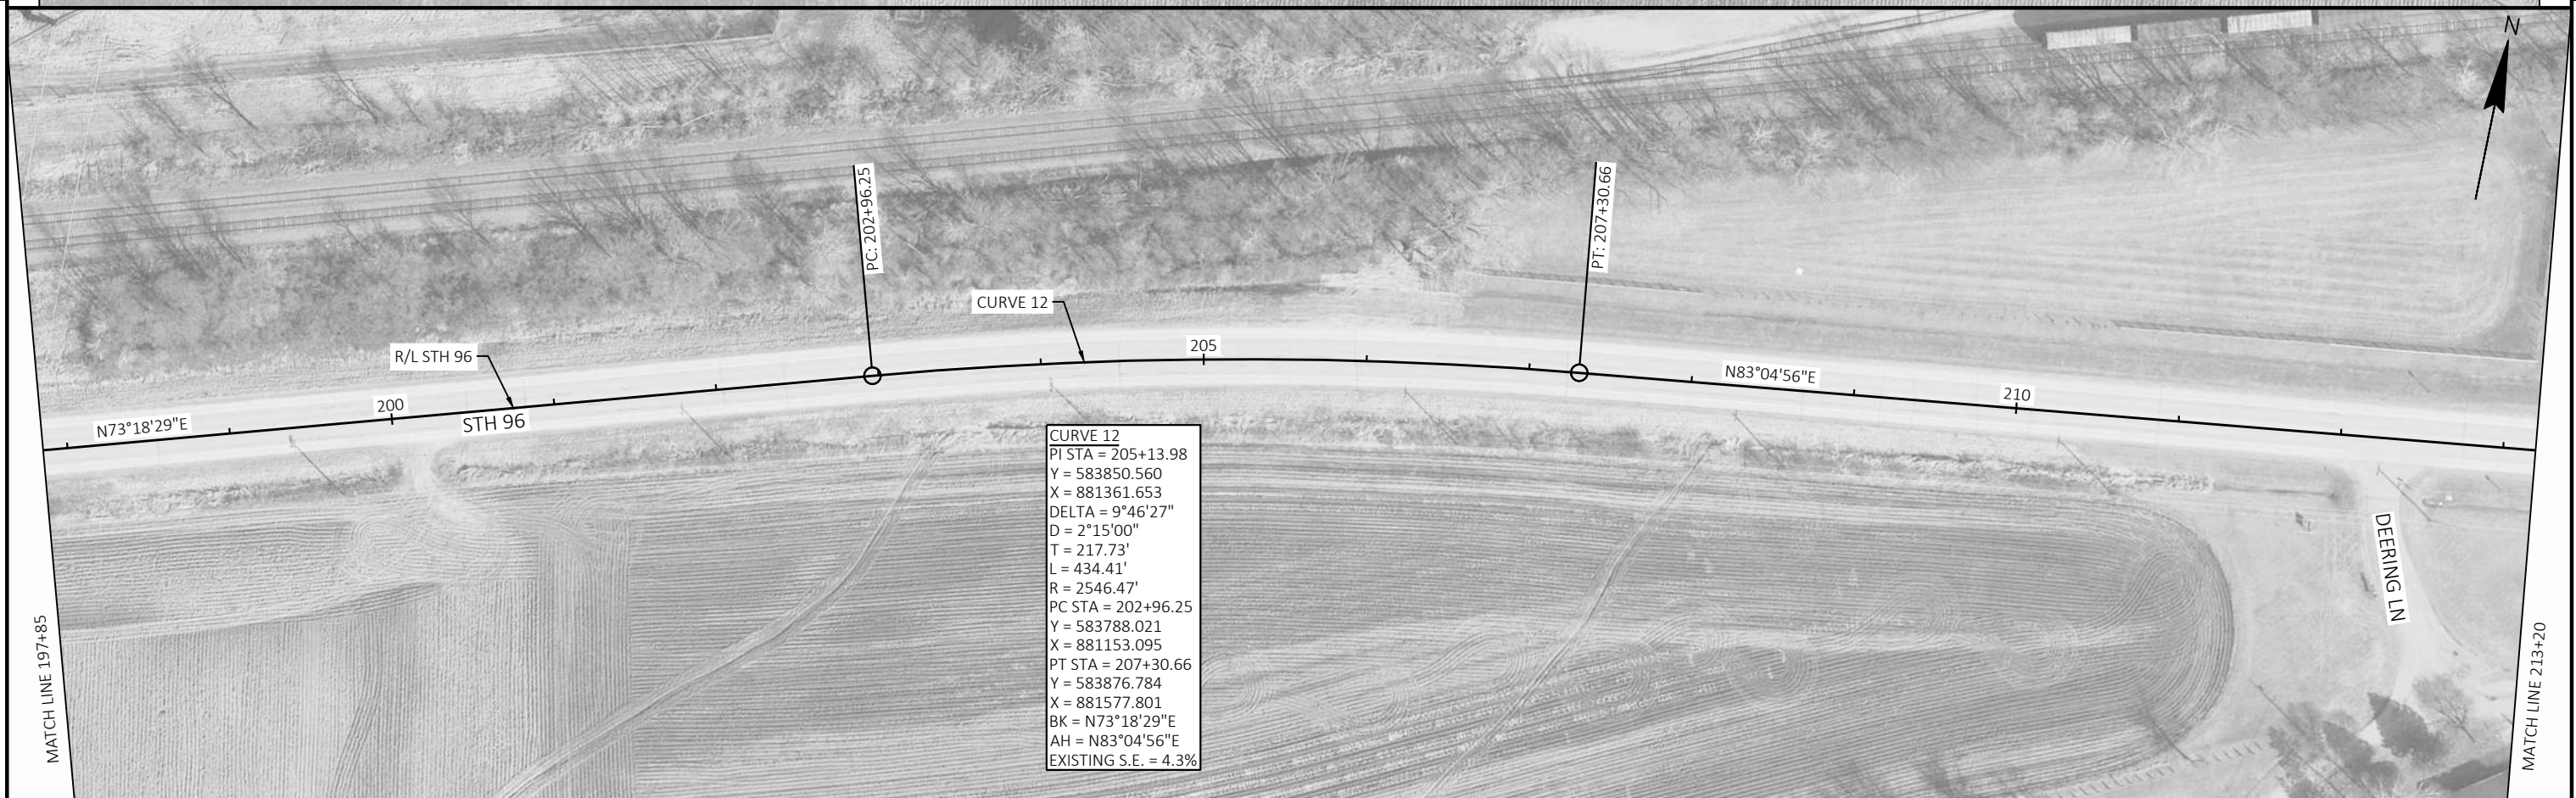 N
PC: 202+96.25
PT: 207+30.66
CURVE 12
R/L STH 96
205
N83°04'56"E
210
200
N73°18'29"E
STH 96
CURVE 12
PI STA = 205+13.98
Y = 583850.560
X = 881361.653
DELTA = 9°46'27"
D = 2°15'00"
T = 217.73'
L = 434.41'
R = 2546.47'
PC STA = 202+96.25
Y = 583788.021
X = 881153.095
PT STA = 207+30.66
Y = 583876.784
X = 881577.801
BK = N73°18'29"E
AH = N83°04'56"E
EXISTING S.E. = 4.3%
DEERING LN
MATCH LINE 197+85
MATCH LINE 213+20